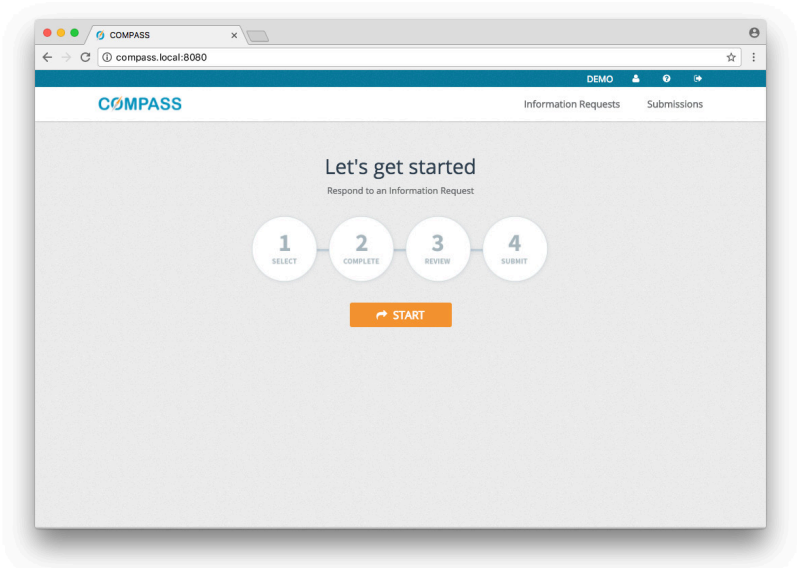 COMPASS
compass.local:8080
DEMO
COMPASS
Information Requests Submissions
Let's get started
Respond to an Information Request
1 2 3 4
SELECT COMPLETE REVIEW SUBMIT
START